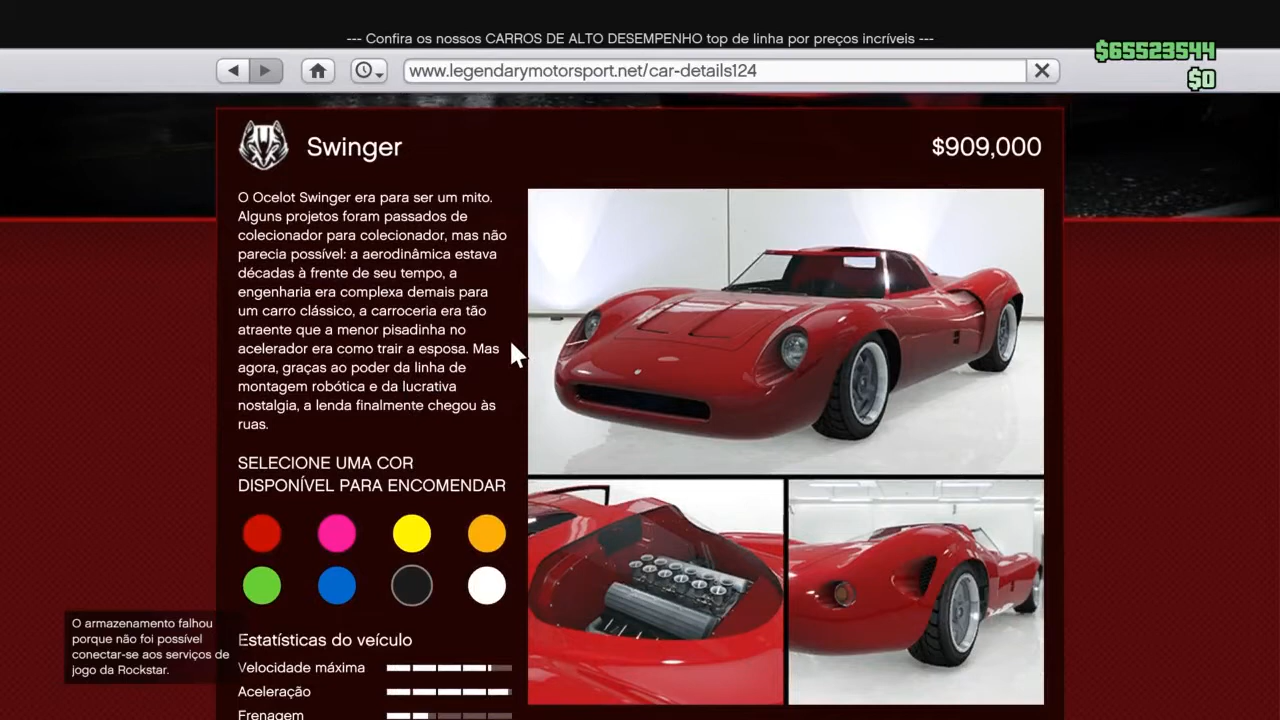 --- Confira os nossos CARROS DE ALTO DESEMPENHO top de linha por preços incríveis ---
$65523544
www.legendarymotorsport.net/car-details124
$0
Swinger
$909,000
O Ocelot Swinger era para ser um mito.
Alguns projetos foram passados de
colecionador para colecionador, mas não
parecia possível: a aerodinâmica estava
décadas à frente de seu tempo, a
engenharia era complexa demais para
um carro clássico, a carroceria era tão
atraente que a menor pisadinha no
acelerador era como trair a esposa. Mas
agora, graças ao poder da linha de
montagem robótica e da lucrativa
nostalgia, a lenda finalmente chegou às
ruas.
SELECIONE UMA COR
DISPONÍVEL PARA ENCOMENDAR
O armazenamento falhou
porque não foi possível
conectar-se aos serviços de
jogo da Rockstar.
Estatísticas do veículo
Velocidade máxima
Aceleração
Frenagem